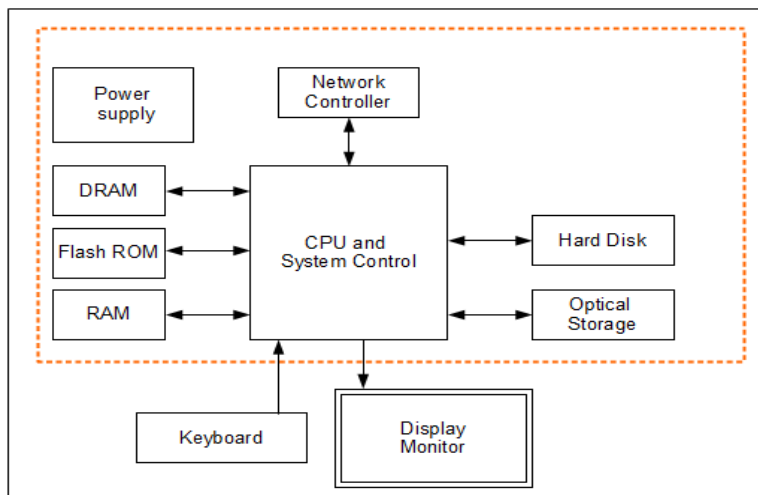 Power
supply
Network
Controller
DRAM
Flash ROM
RAM
CPU and
System Control
Hard Disk
Optical
Storage
Keyboard
Display
Monitor